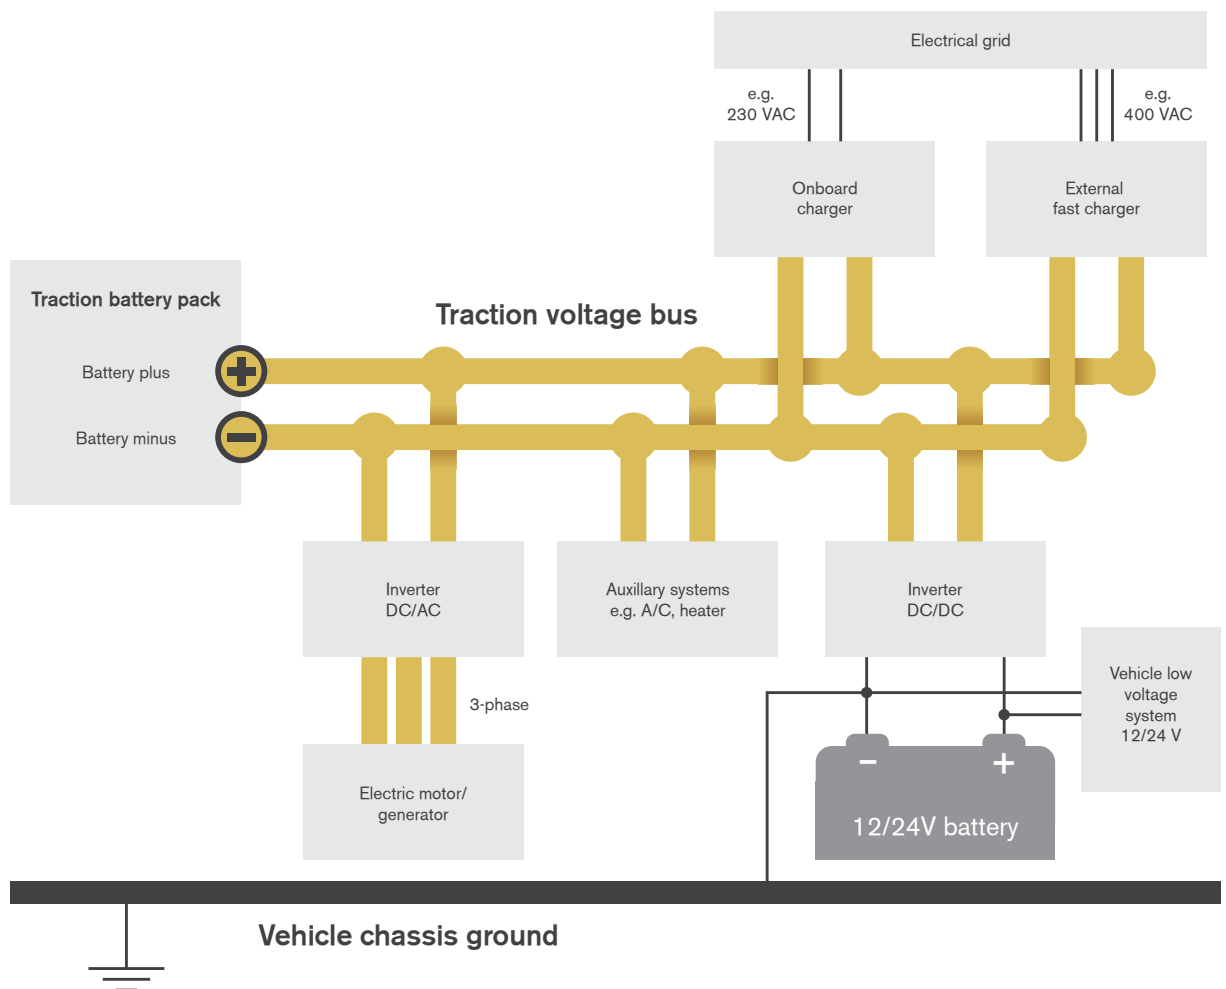 Electrical grid
e.g.
230 VAC
e.g.
400 VAC
Onboard
charger
External
fast charger
Traction battery pack
Traction voltage bus
Battery plus
Battery minus
Inverter
DC/AC
Auxillary systems
e.g. A/C, heater
Inverter
DC/DC
3-phase
Vehicle low
voltage
system
12/24 V
Electric motor/
generator
− +
12/24V battery
Vehicle chassis ground